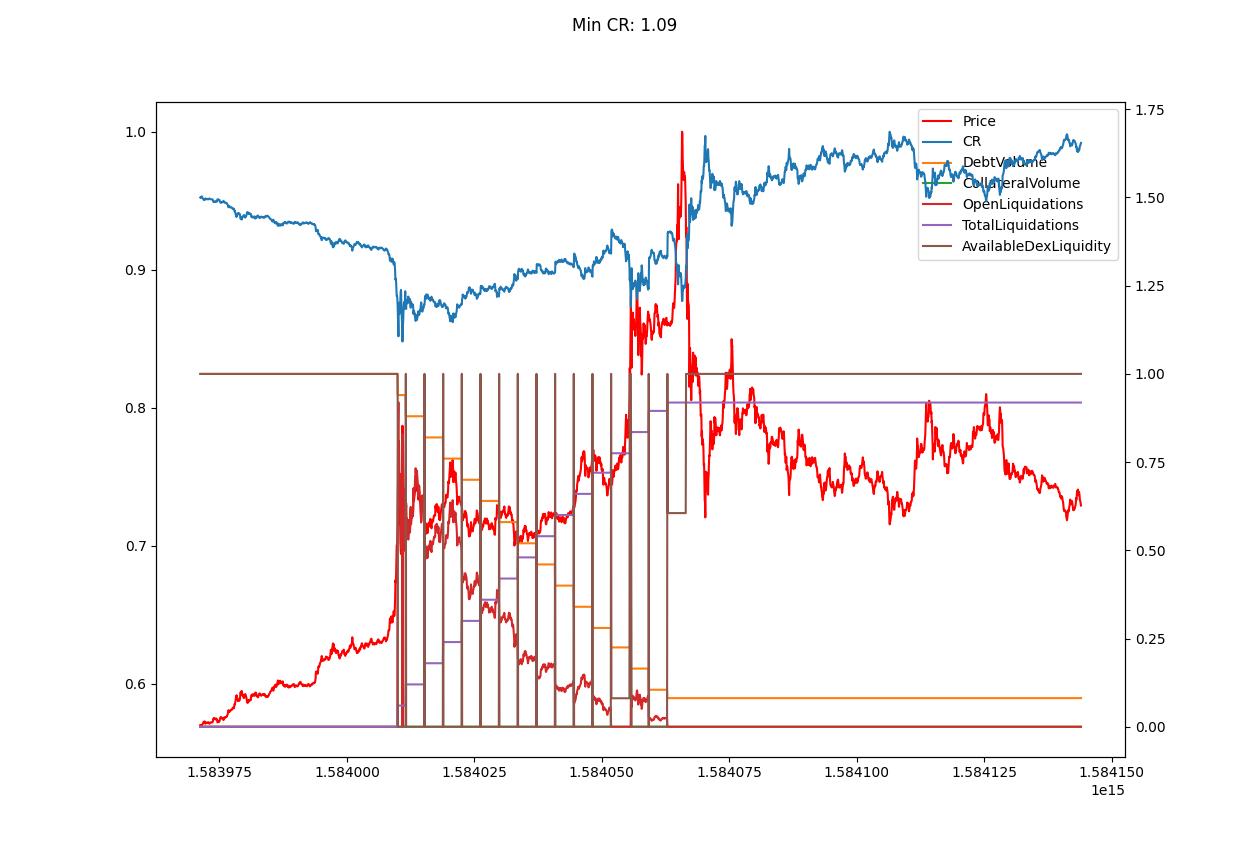 Min CR: 1.09
1.0
0.9
0.8
0.7
0.6
1.75
1.50
1.25
1.00
0.75
0.50
0.25
0.00
Price
CR
DebtVolume
CollateralVolume
OpenLiquidations
TotalLiquidations
AvailableDexLiquidity
1.583975 1.584000 1.584025 1.584050 1.584075 1.584100 1.584125 1.584150
1e15